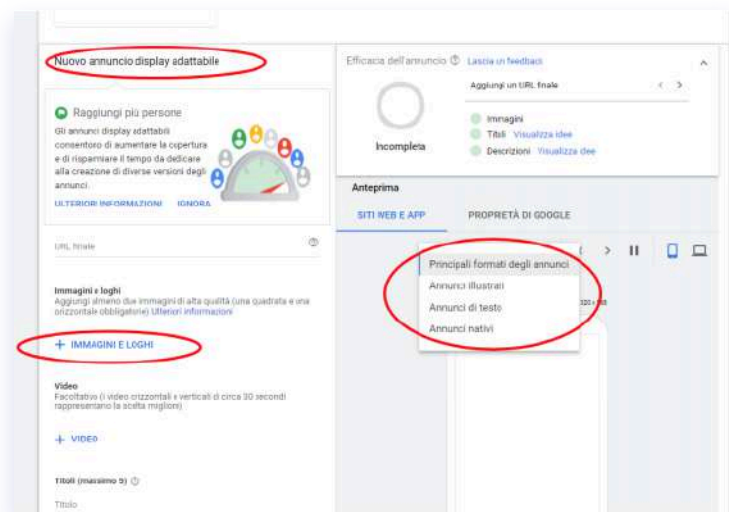 Nuovo annuncio display adattabile
Raggiungi più persone
Gli annunci display adattabili
consentono di aumentare la copertura
e di risparmiare il tempo da dedicare
alla creazione di diverse versioni degli
annunci.
ULTERIORI INFORMAZIONI IGNORA
URL finale
Immagini e loghi
Aggiungi almeno due immagini di alta qualità (una quadrata e una
orizzontale obbligatorie) Ulteriori informazioni
+ IMMAGINI E LOGHI
Video
Facoltativo (i video orizzontali e verticali di circa 30 secondi
rappresentano la scelta migliore)
+ VIDEO
Titoli (massimo 5)
Titolo
Efficacia dell'annuncio Lascia un feedback
Aggiungi un URL finale
Incompleta
Immagini
Titoli Visualizza idee
Descrizioni Visualizza idee
Anteprima
SITI WEB E APP PROPRIETÀ DI GOOGLE
Principali formati degli annunci
Annunci illustrati
Annunci di testo
Annunci nativi